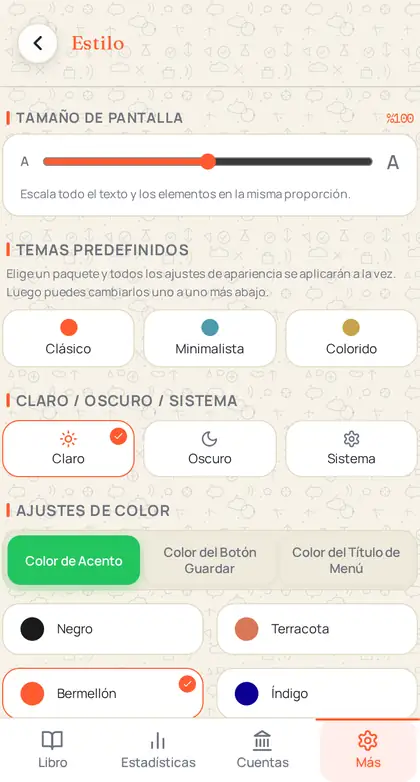 Estilo
TAMAÑO DE PANTALLA
%100
A
A
Escala todo el texto y los elementos en la misma proporción.
TEMAS PREDEFINIDOS
Elige un paquete y todos los ajustes de apariencia se aplicarán a la vez.
Luego puedes cambiarlos uno a uno más abajo.
Clásico
Minimalista
Colorido
CLARO / OSCURO / SISTEMA
Claro
Oscuro
Sistema
AJUSTES DE COLOR
Color de Acento
Color del Botón
Guardar
Color del Título de
Menú
Negro
Terracota
Bermellón
Índigo
Libro
Estadísticas
Cuentas
Más